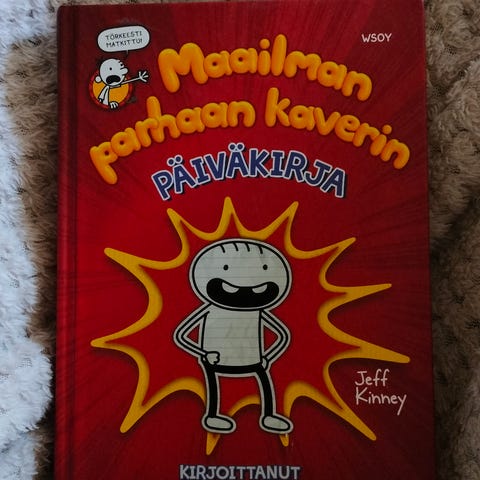 TÖRKEESTI
MATKITTU!
WSOY
Maailman
parhaan kaverin
PÄIVÄKIRJA
Jeff
Kinney
KIRJOITTANUT